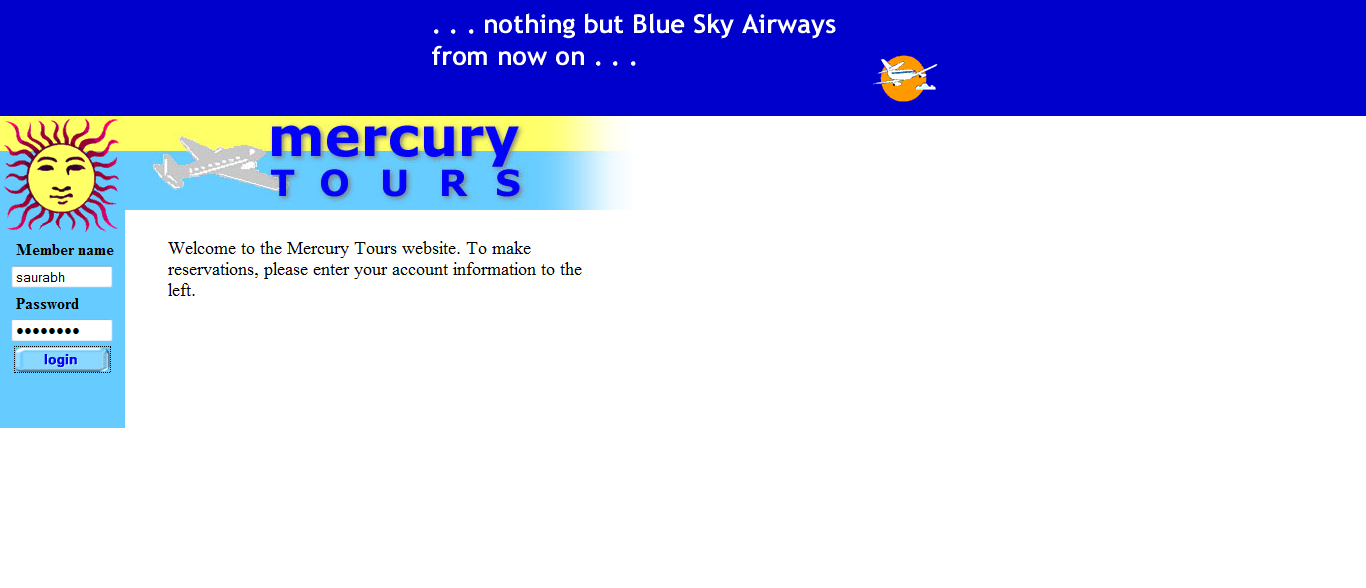 . . . nothing but Blue Sky Airways
from now on . . .
mercury
TOURS
Member name
saurabh
Password
••••••••
login
Welcome to the Mercury Tours website. To make
reservations, please enter your account information to the
left.